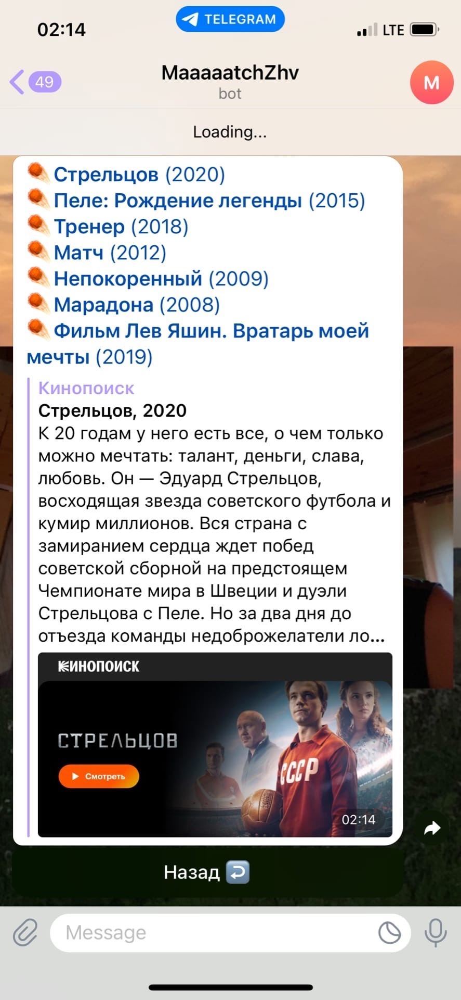 02:14
TELEGRAM
LTE
49
MaaaaatchZhv
bot
M
Loading...
Стрельцов (2020)
Пеле: Рождение легенды (2015)
Тренер (2018)
Матч (2012)
Непокоренный (2009)
Марадона (2008)
Фильм Лев Яшин. Вратарь моей
мечты (2019)
Кинопоиск
Стрельцов, 2020
К 20 годам у него есть все, о чем только
можно мечтать: талант, деньги, слава,
любовь. Он — Эдуард Стрельцов,
восходящая звезда советского футбола и
кумир миллионов. Вся страна с
замиранием сердца ждет побед
советской сборной на предстоящем
Чемпионате мира в Швеции и дуэли
Стрельцова с Пеле. Но за два дня до
отъезда команды недоброжелатели ло...
КИНОПОИСК
СТРЕЛЬЦОВ
СССР
Смотреть
02:14
Назад
Message